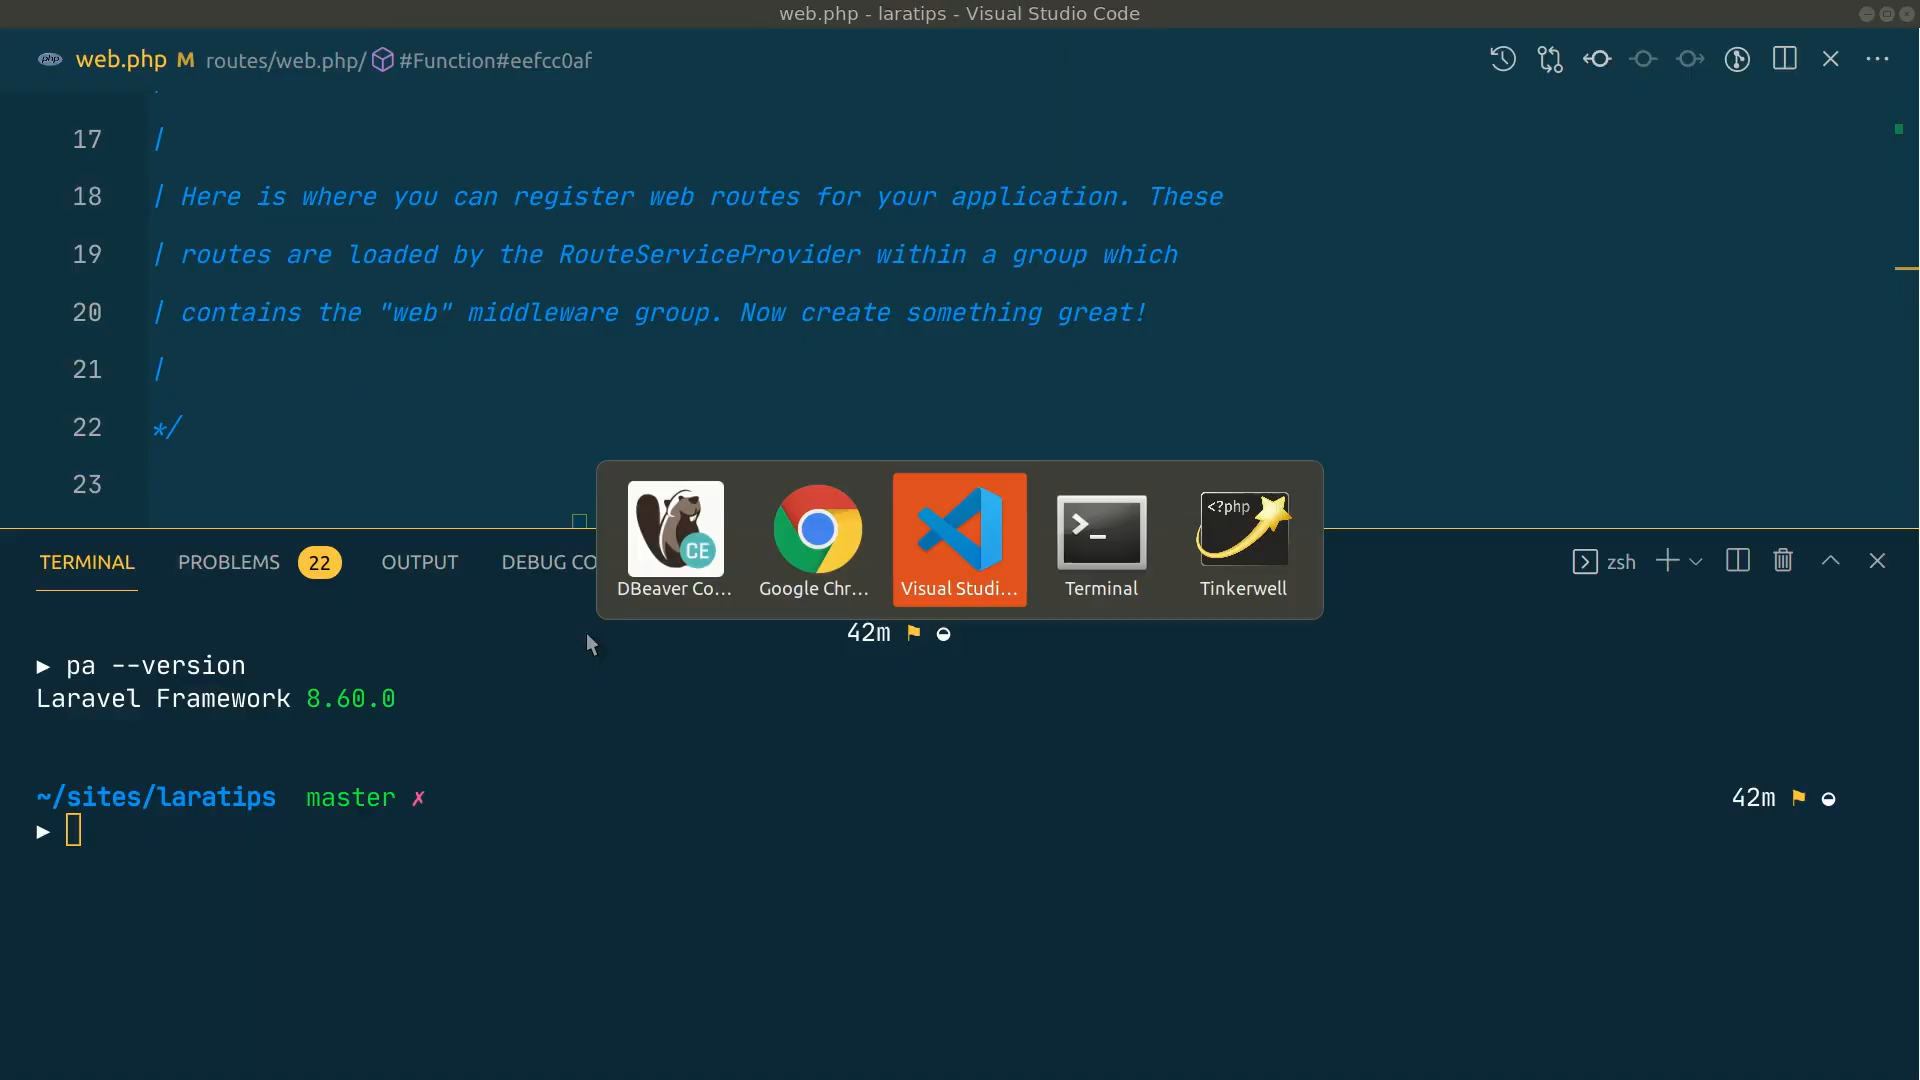 web.php - laratips - Visual Studio Code
php web.php M routes/web.php/ #Function#eefcc0af
17 |
18 | Here is where you can register web routes for your application. These
19 | routes are loaded by the RouteServiceProvider within a group which
20 | contains the "web" middleware group. Now create something great!
21 |
22 */
23
<?php
CE
DBeaver Co... Google Chr... Visual Studi... Terminal Tinkerwell
TERMINAL PROBLEMS 22 OUTPUT DEBUG CO zsh
42m
▶ pa --version
Laravel Framework 8.60.0
~/sites/laratips master ✗ 42m
▶